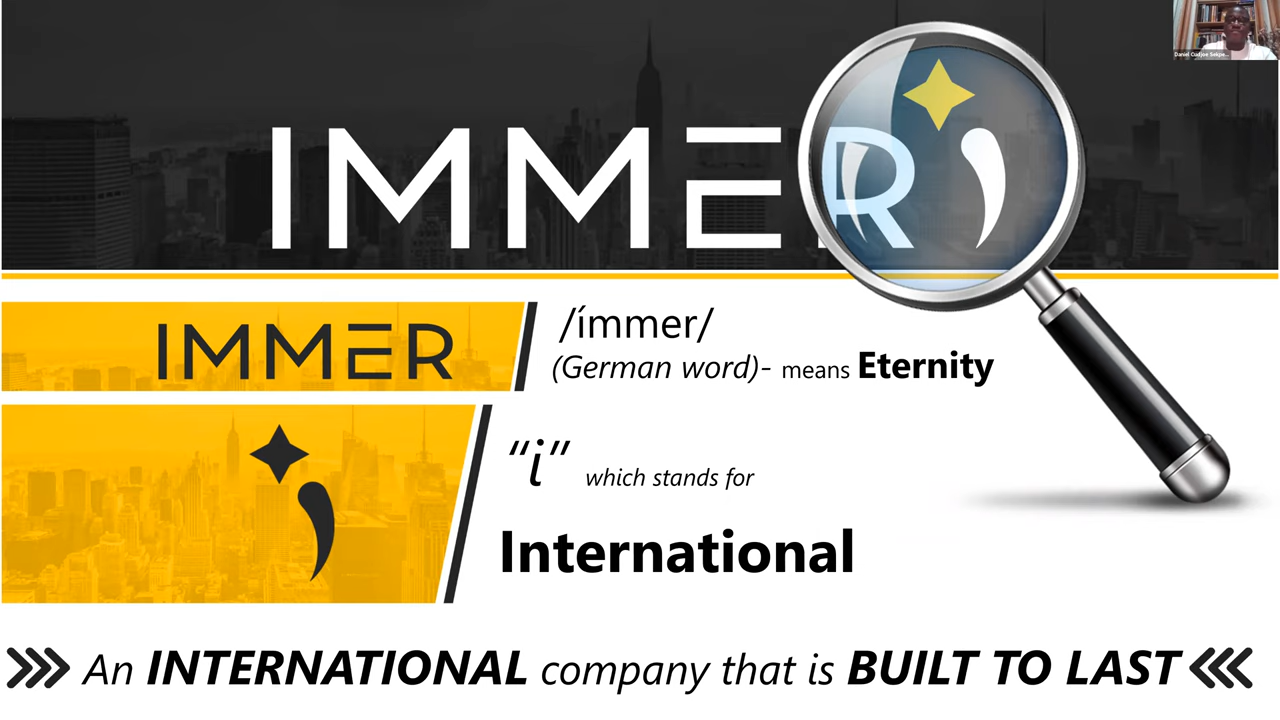 IMMER i
IMMER
/ímmer/
(German word)- means Eternity
"i" which stands for
International
An INTERNATIONAL company that is BUILT TO LAST